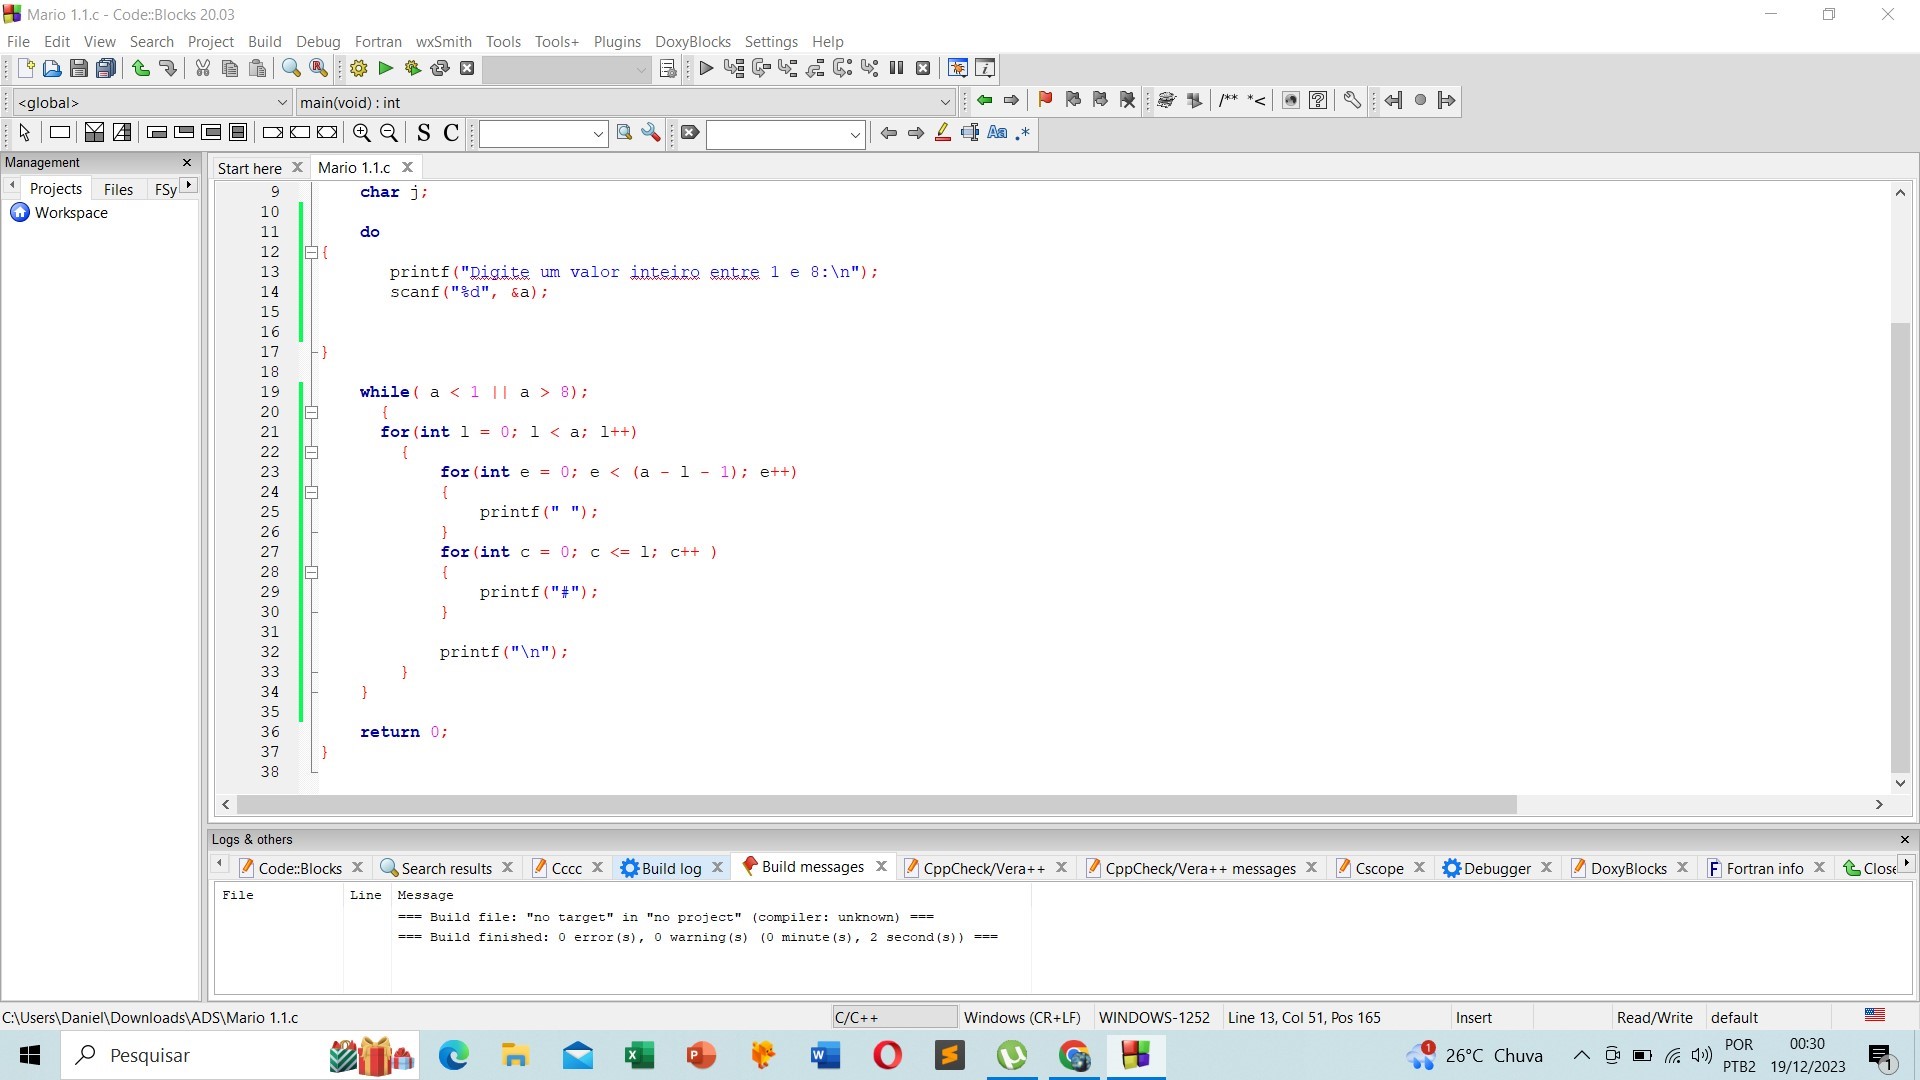 Mario 1.1.c - Code::Blocks 20.03
File Edit View Search Project Build Debug Fortran wxSmith Tools Tools+ Plugins DoxyBlocks Settings Help
<global> main(void) : int /** *<
S C Aa .*
Management
Projects Files FSy
Workspace
Start here Mario 1.1.c
9 char j;
10
11 do
12 {
13 printf("Digite um valor inteiro entre 1 e 8:\n");
14 scanf("%d", &a);
15
16
17 }
18
19 while( a < 1 || a > 8);
20 {
21 for(int l = 0; l < a; l++)
22 {
23 for(int e = 0; e < (a - l - 1); e++)
24 {
25 printf(" ");
26 }
27 for(int c = 0; c <= l; c++ )
28 {
29 printf("#");
30 }
31
32 printf("\n");
33 }
34 }
35
36 return 0;
37 }
38
Logs & others
Code::Blocks Search results Cccc Build log Build messages CppCheck/Vera++ CppCheck/Vera++ messages Cscope Debugger DoxyBlocks Fortran info Close
File Line Message
=== Build file: "no target" in "no project" (compiler: unknown) ===
=== Build finished: 0 error(s), 0 warning(s) (0 minute(s), 2 second(s)) ===
C:\Users\Daniel\Downloads\ADS\Mario 1.1.c C/C++ Windows (CR+LF) WINDOWS-1252 Line 13, Col 51, Pos 165 Insert Read/Write default
Pesquisar 1 26°C Chuva POR 00:30 1
PTB2 19/12/2023